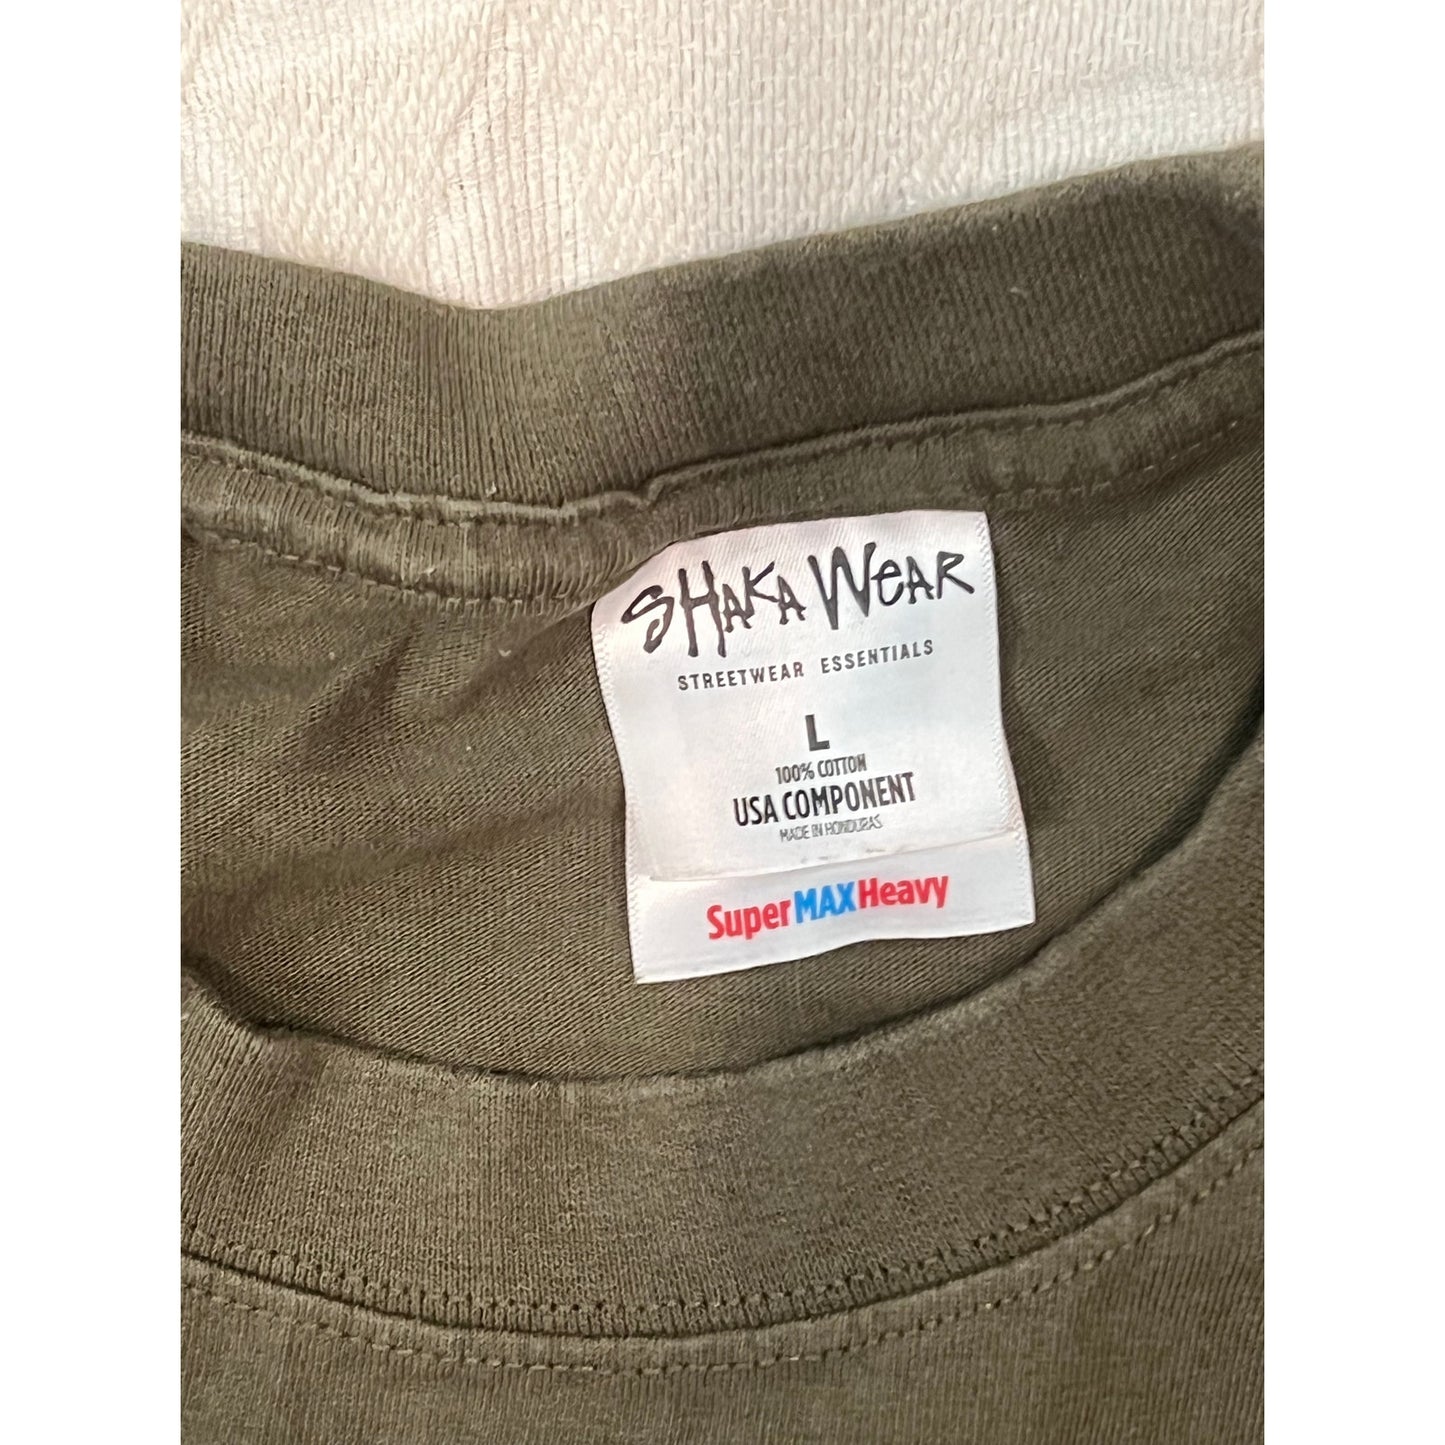 SHAKA WEAR
STREETWEAR ESSENTIALS
L
100% COTTON
USA COMPONENT
MADE IN HONDURAS
SuperMAXHeavy